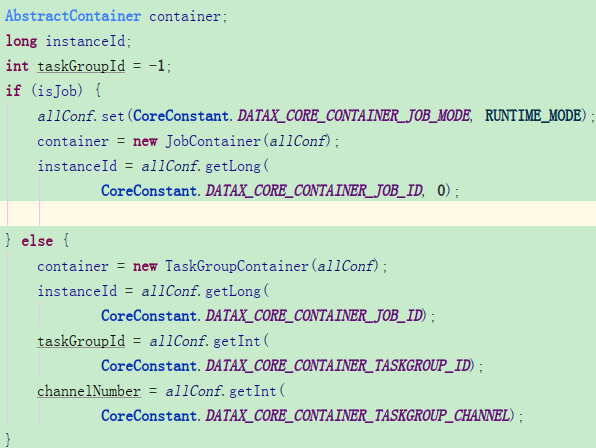 AbstractContainer container;
long instanceId;
int taskGroupId = -1;
if (isJob) {
    allConf.set(CoreConstant.DATAX_CORE_CONTAINER_JOB_MODE, RUNTIME_MODE);
    container = new JobContainer(allConf);
    instanceId = allConf.getLong(
            CoreConstant.DATAX_CORE_CONTAINER_JOB_ID, 0);
} else {
    container = new TaskGroupContainer(allConf);
    instanceId = allConf.getLong(
            CoreConstant.DATAX_CORE_CONTAINER_JOB_ID);
    taskGroupId = allConf.getInt(
            CoreConstant.DATAX_CORE_CONTAINER_TASKGROUP_ID);
    channelNumber = allConf.getInt(
            CoreConstant.DATAX_CORE_CONTAINER_TASKGROUP_CHANNEL);
}